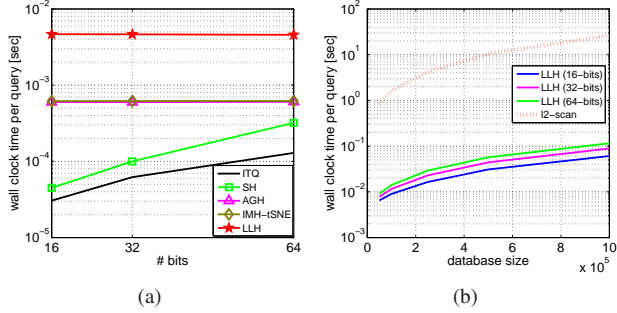 10^-2
10^-3
10^-4
10^-5
wall clock time per query [sec]
ITQ
SH
AGH
IMH−tSNE
LLH
16
32
64
# bits
(a)
10^2
10^1
10^0
10^-1
10^-2
10^-3
wall clock time per query [sec]
LLH (16−bits)
LLH (32−bits)
LLH (64−bits)
l2−scan
0
2
4
6
8
10
database size
x 10^5
(b)